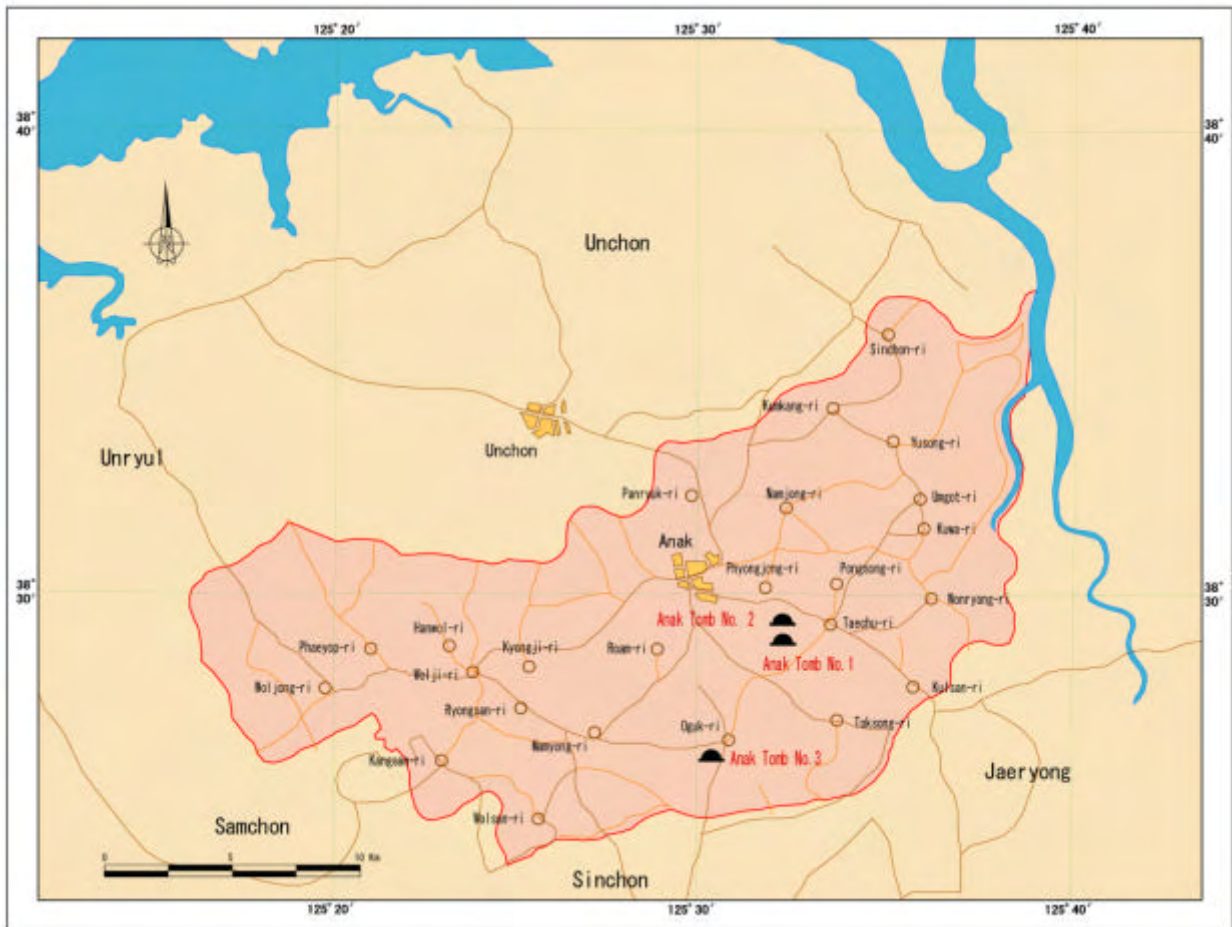 125° 20′
125° 30′
125° 40′
38° 40′
38° 40′
Unchon
Sinchon-ri
Kumkang-ri
Yusong-ri
Unchon
Unryul
Panryuk-ri
Namjong-ri
Umgot-ri
Kuwa-ri
Anak
Phyongjong-ri
Pongsong-ri
38° 30′
38° 30′
Nonryong-ri
Anak Tomb No. 2
Taechu-ri
Anak Tomb No.1
Hanwol-ri
Phaeyop-ri
Kyongji-ri
Roam-ri
Wolji-ri
Woljong-ri
Kulsan-ri
Ryongsan-ri
Oguk-ri
Taksong-ri
Namyong-ri
Kangsan-ri
Anak Tomb No.3
Jaeryong
Samchon
Wolsan-ri
0 5 10 Km
Sinchon
125° 20′
125° 30′
125° 40′